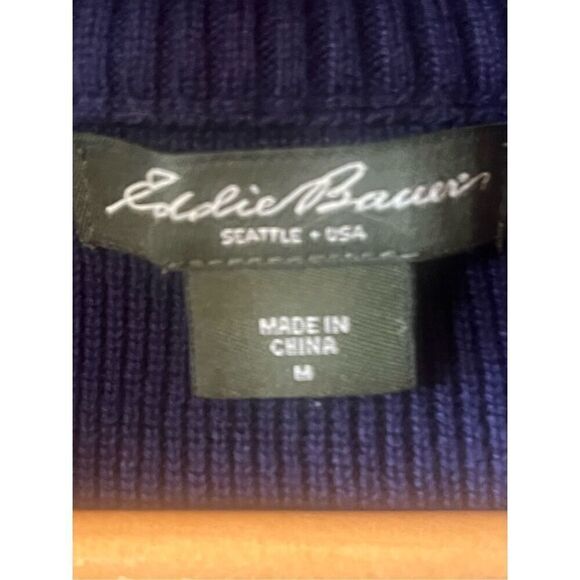 Eddie Bauer
SEATTLE • USA
MADE IN
CHINA
M